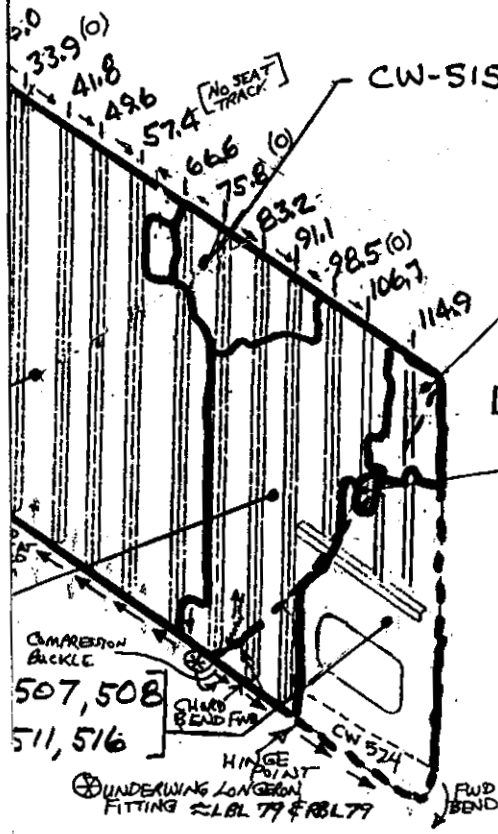 33.9 (0)
41.8
49.6
57.4 [NO SEAT
TRACK]
66.6
75.8 (0)
83.2
91.1
98.5 (0)
106.7
114.9
CW-515
COMPRESSION
BUCKLE
507, 508
511, 516
CHORD
BEND FWD
HINGE
POINT
CW 524
UNDERWING LONGERON
FITTING ≈ LBL 79 & RBL 79
FWD
BEND